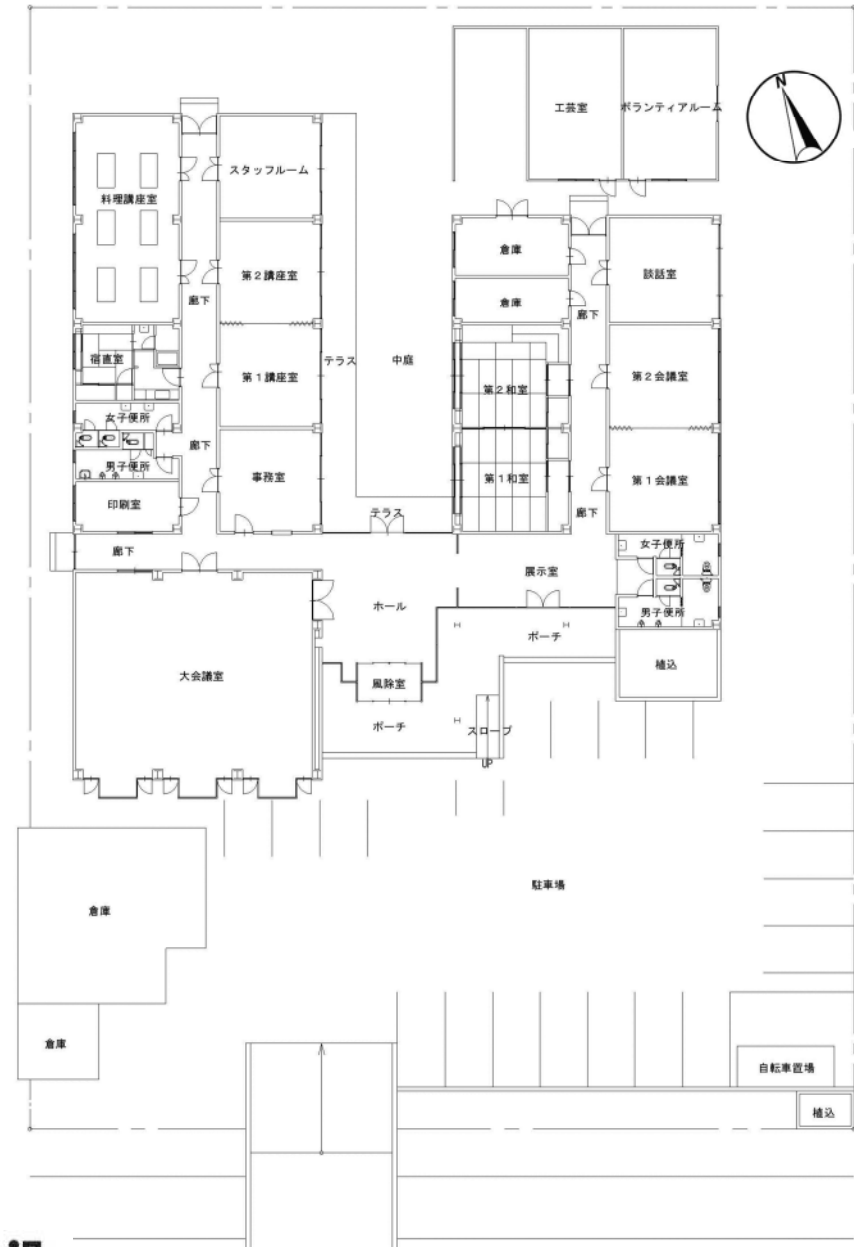 工芸室
ボランティアルーム
N
スタッフルーム
料理講座室
倉庫
談話室
第2講座室
廊下
倉庫
廊下
宿直室
テラス
中庭
第1講座室
第2和室
第2会議室
女子便所
廊下
男子便所
事務室
第1和室
第1会議室
印刷室
テラス
廊下
女子便所
廊下
展示室
ホール
男子便所
ポーチ
大会議室
風除室
植込
ポーチ
スロープ
UP
駐車場
倉庫
倉庫
自転車置場
植込